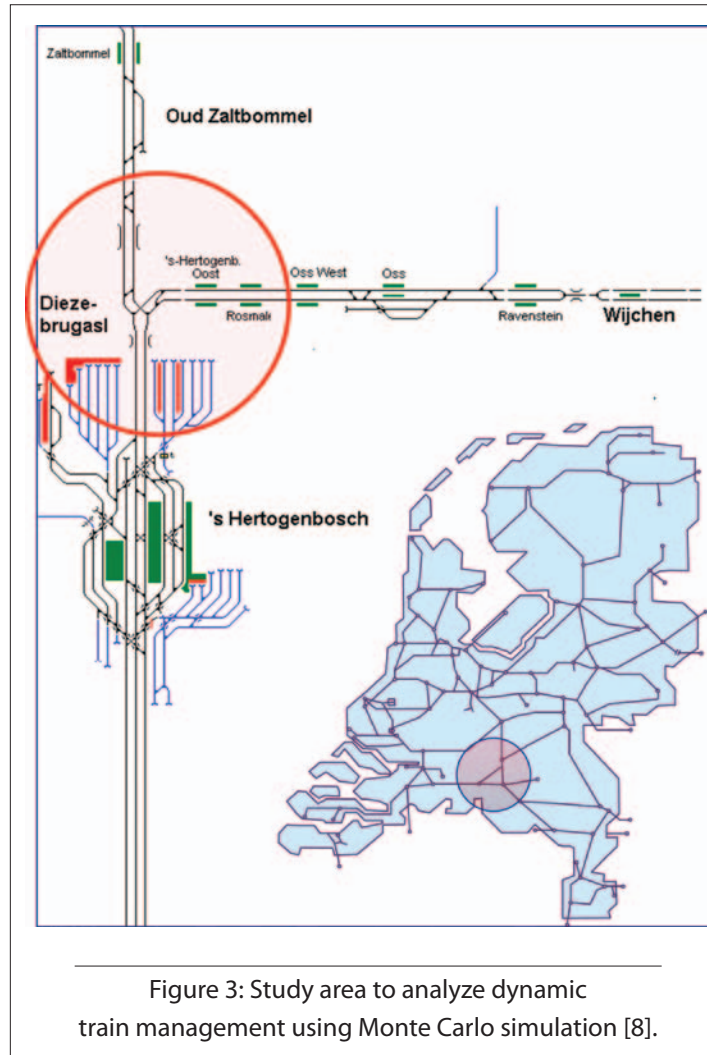 Zaltbommel
Oud Zaltbommel
's-Hertogenb.
Oost
Oss West
Oss
Dieze-
brugasl
Rosmal
Ravenstein
Wijchen
's Hertogenbosch
Figure 3: Study area to analyze dynamic
train management using Monte Carlo simulation [8].